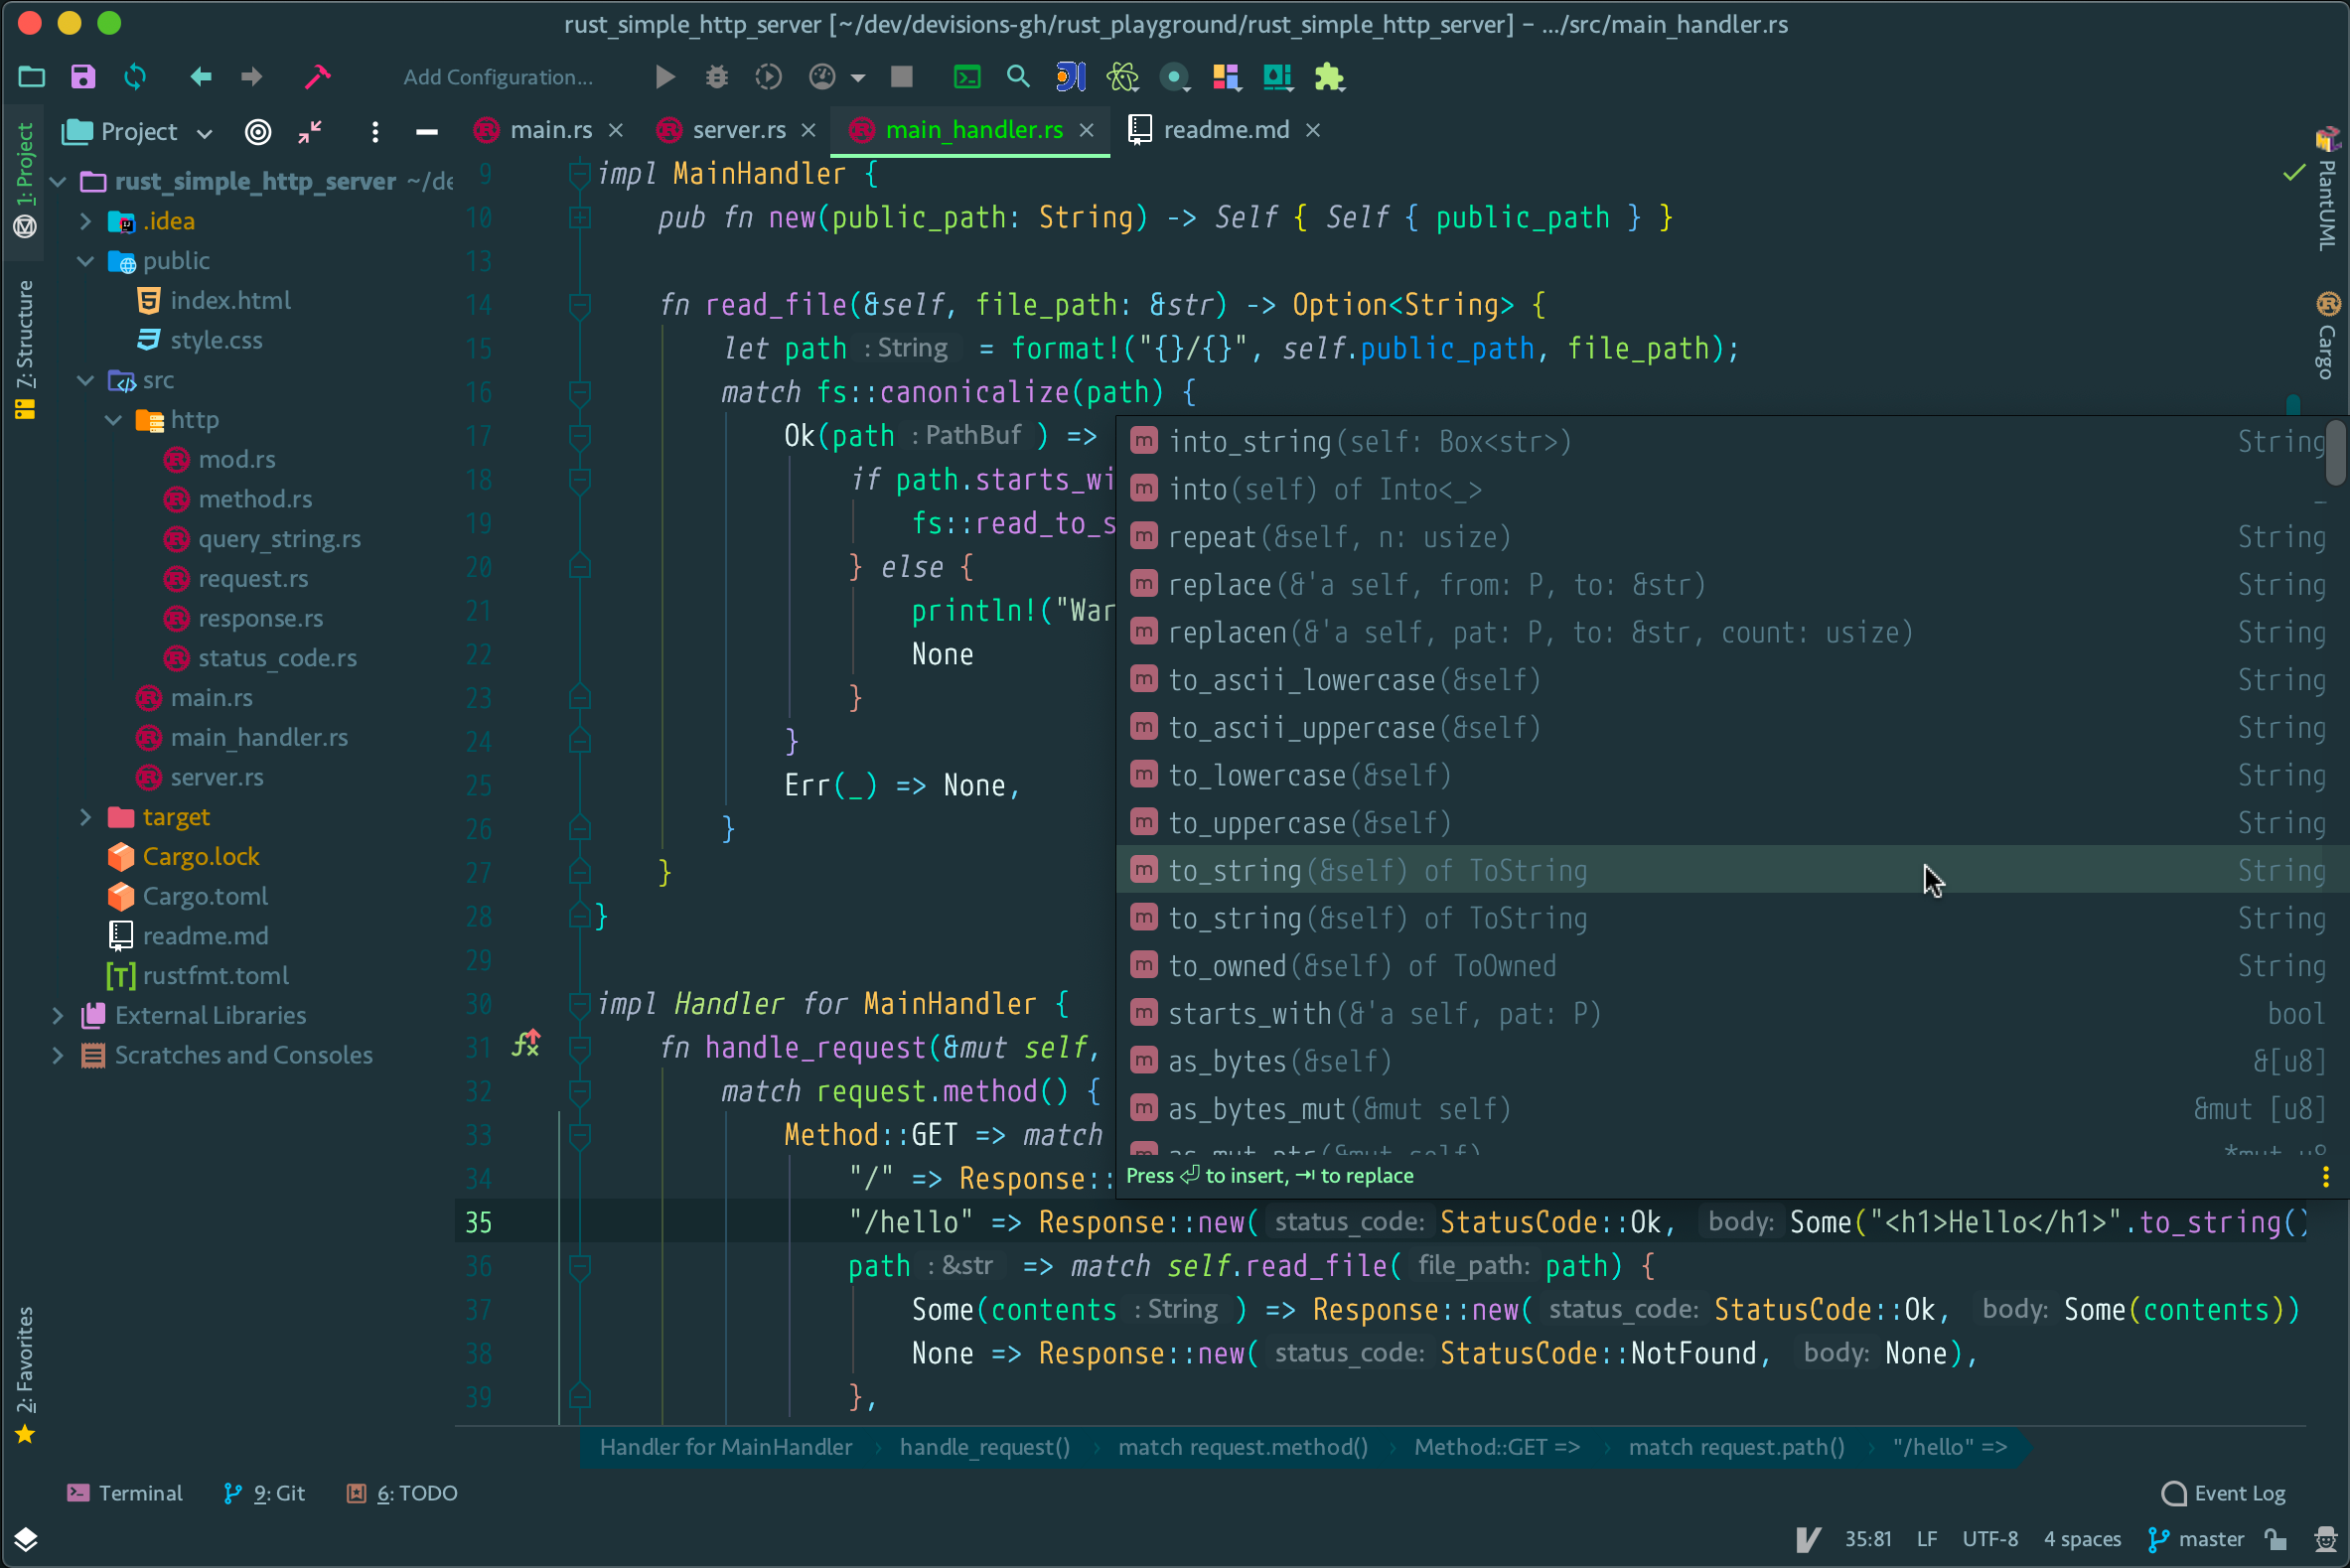 rust_simple_http_server [~/dev/devisions-gh/rust_playground/rust_simple_http_server] – .../src/main_handler.rs
Add Configuration...
1: Project
7: Structure
2: Favorites
Project
rust_simple_http_server ~/de
.idea
public
index.html
style.css
src
http
mod.rs
method.rs
query_string.rs
request.rs
response.rs
status_code.rs
main.rs
main_handler.rs
server.rs
target
Cargo.lock
Cargo.toml
readme.md
rustfmt.toml
External Libraries
Scratches and Consoles
main.rs
server.rs
main_handler.rs
readme.md
9 impl MainHandler {
10 pub fn new(public_path: String) -> Self { Self { public_path } }
13
14 fn read_file(&self, file_path: &str) -> Option<String> {
15 let path : String = format!("{}/{}", self.public_path, file_path);
16 match fs::canonicalize(path) {
17 Ok(path : PathBuf ) =>
18 if path.starts_wi
19 fs::read_to_s
20 } else {
21 println!("War
22 None
23 }
24 }
25 Err(_) => None,
26 }
27 }
28 }
29
30 impl Handler for MainHandler {
31 fn handle_request(&mut self,
32 match request.method() {
33 Method::GET => match
34 "/" => Response::
35 "/hello" => Response::new( status_code: StatusCode::Ok, body: Some("<h1>Hello</h1>".to_string()
36 path : &str => match self.read_file( file_path: path) {
37 Some(contents : String ) => Response::new( status_code: StatusCode::Ok, body: Some(contents))
38 None => Response::new( status_code: StatusCode::NotFound, body: None),
39 },
into_string(self: Box<str>) String
into(self) of Into<_> _
repeat(&self, n: usize) String
replace(&'a self, from: P, to: &str) String
replacen(&'a self, pat: P, to: &str, count: usize) String
to_ascii_lowercase(&self) String
to_ascii_uppercase(&self) String
to_lowercase(&self) String
to_uppercase(&self) String
to_string(&self) of ToString String
to_string(&self) of ToString String
to_owned(&self) of ToOwned String
starts_with(&'a self, pat: P) bool
as_bytes(&self) &[u8]
as_bytes_mut(&mut self) &mut [u8]
as_mut_ptr(&mut self) *mut u8
Press ⏎ to insert, ⇥ to replace
PlantUML
Cargo
Handler for MainHandler › handle_request() › match request.method() › Method::GET => › match request.path() › "/hello" =>
Terminal
9: Git
6: TODO
Event Log
35:81 LF UTF-8 4 spaces master